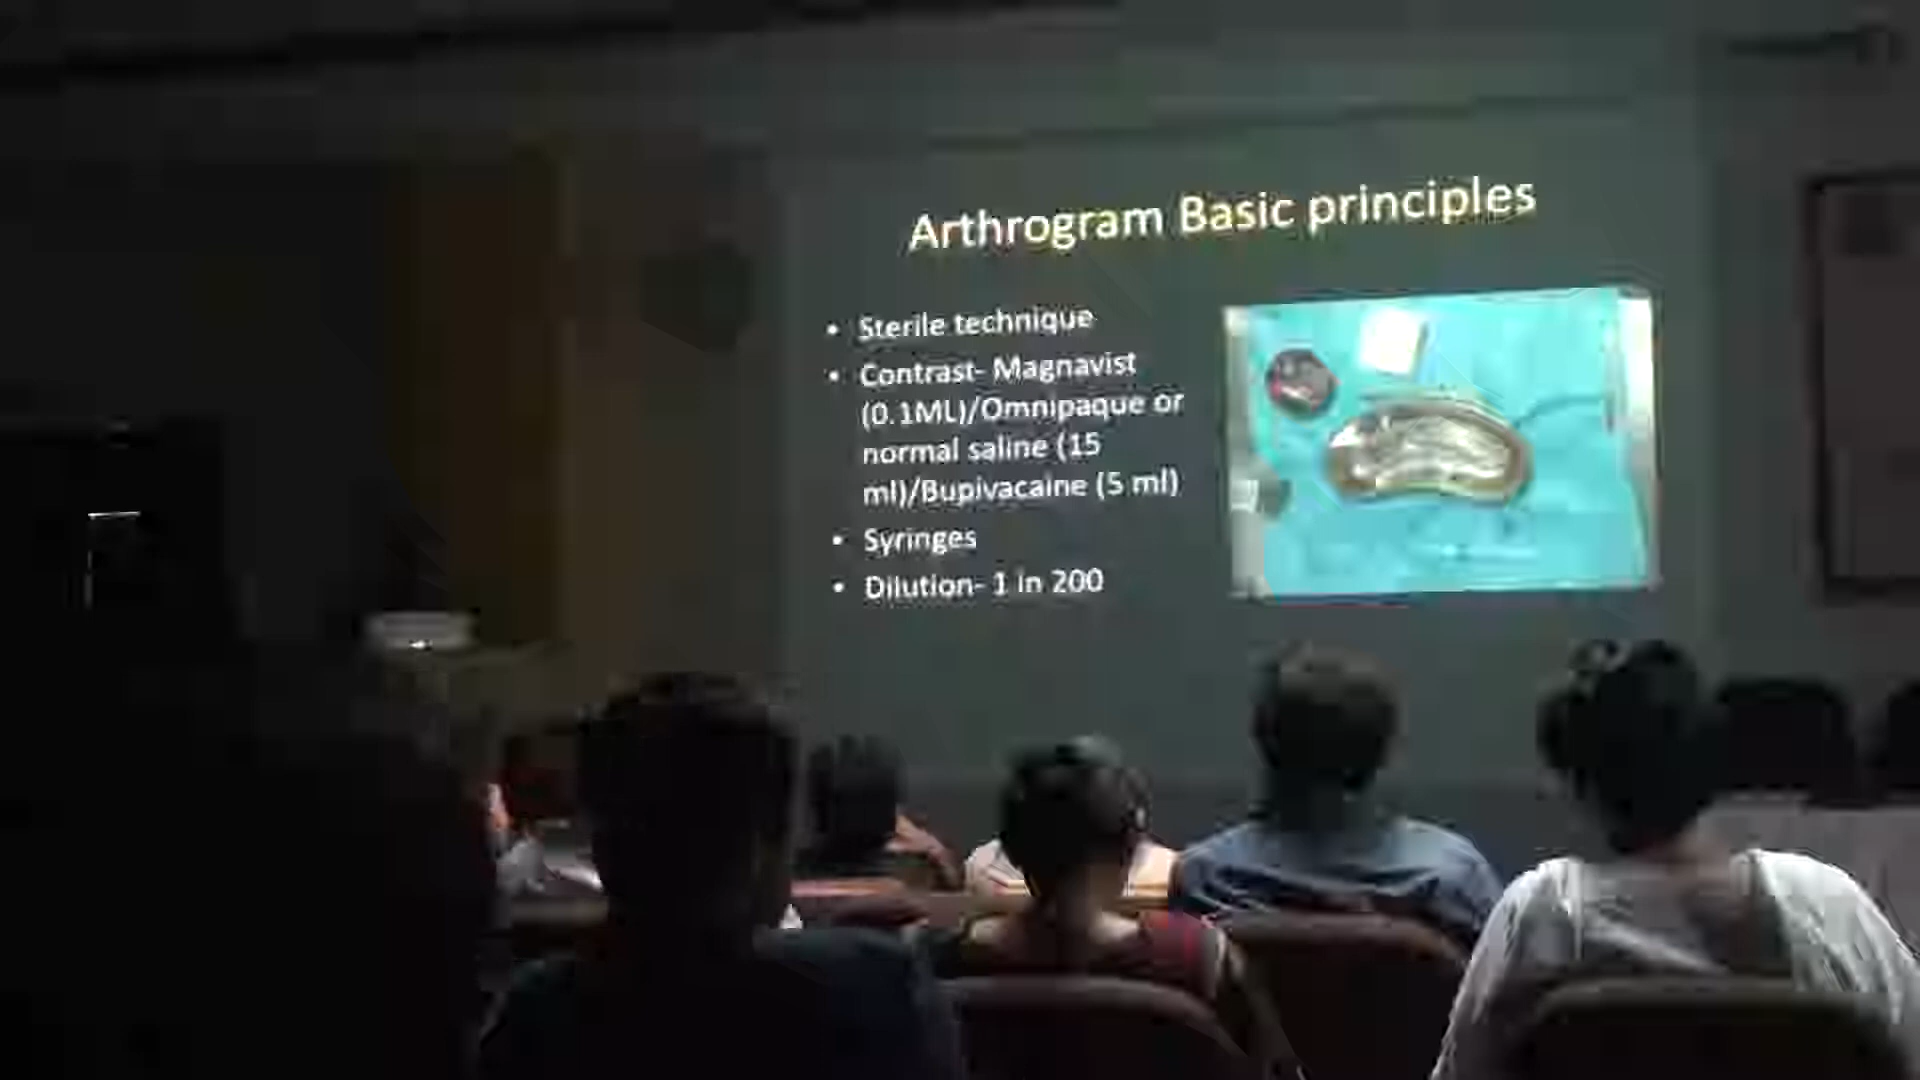 Arthrogram Basic principles
• Sterile technique
• Contrast- Magnavist
(0.1ML)/Omnipaque or
normal saline (15
ml)/Bupivacaine (5 ml)
• Syringes
• Dilution- 1 in 200